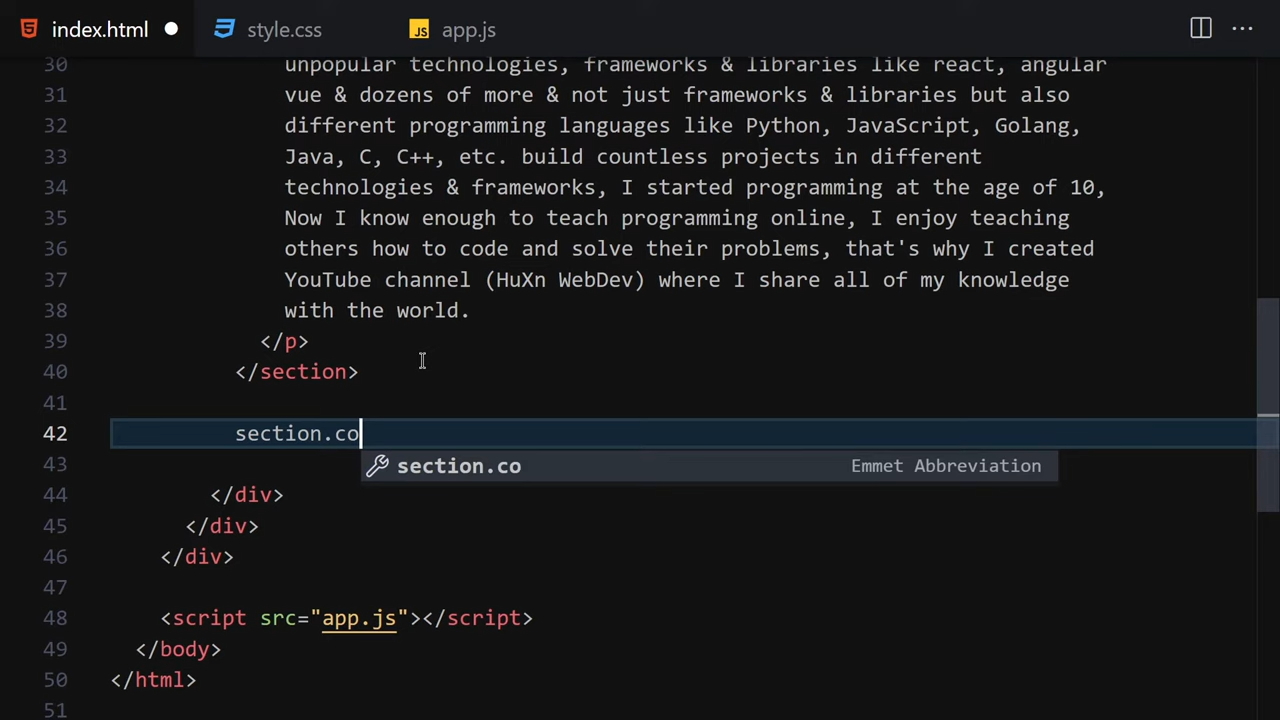 index.html
style.css
JS app.js
30 unpopular technologies, frameworks & libraries like react, angular
31 vue & dozens of more & not just frameworks & libraries but also
32 different programming languages like Python, JavaScript, Golang,
33 Java, C, C++, etc. build countless projects in different
34 technologies & frameworks, I started programming at the age of 10,
35 Now I know enough to teach programming online, I enjoy teaching
36 others how to code and solve their problems, that's why I created
37 YouTube channel (HuXn WebDev) where I share all of my knowledge
38 with the world.
39 </p>
40 </section>
41
42 section.co
section.co Emmet Abbreviation
43
44 </div>
45 </div>
46 </div>
47
48 <script src="app.js"></script>
49 </body>
50 </html>
51